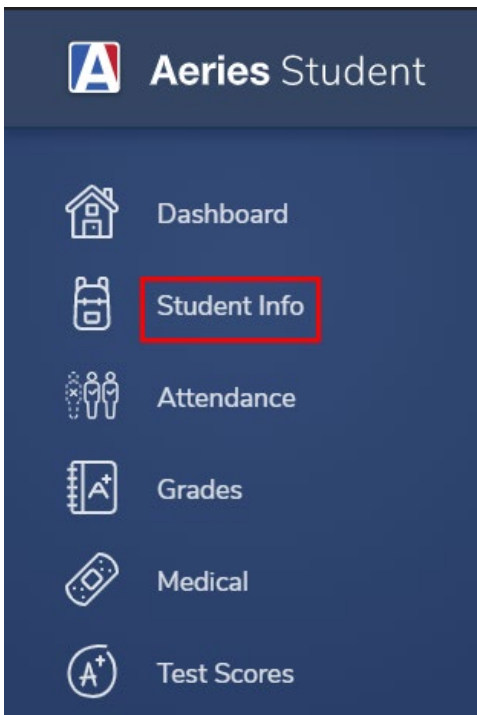 Aeries Student
Dashboard
Student Info
Attendance
Grades
Medical
Test Scores